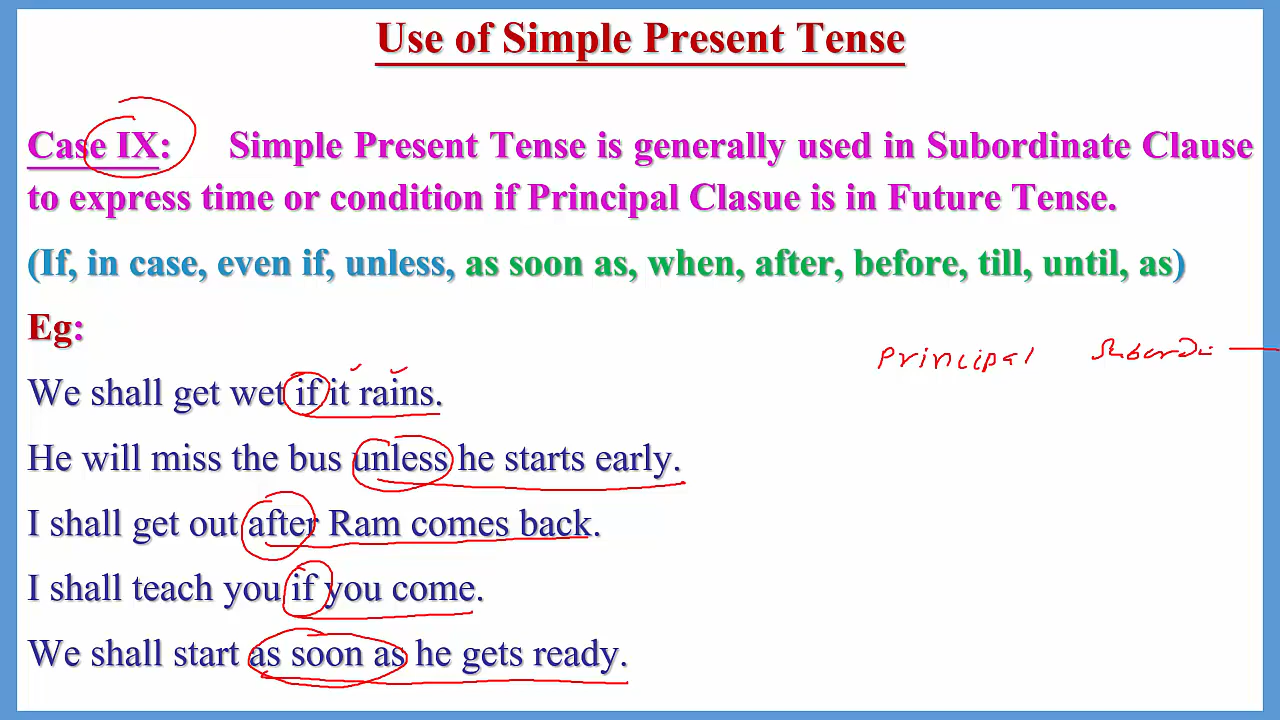 Use of Simple Present Tense
Case IX: Simple Present Tense is generally used in Subordinate Clause
to express time or condition if Principal Clasue is in Future Tense.
(If, in case, even if, unless, as soon as, when, after, before, till, until, as)
Eg:
Principal Subordi
We shall get wet if it rains.
He will miss the bus unless he starts early.
I shall get out after Ram comes back.
I shall teach you if you come.
We shall start as soon as he gets ready.